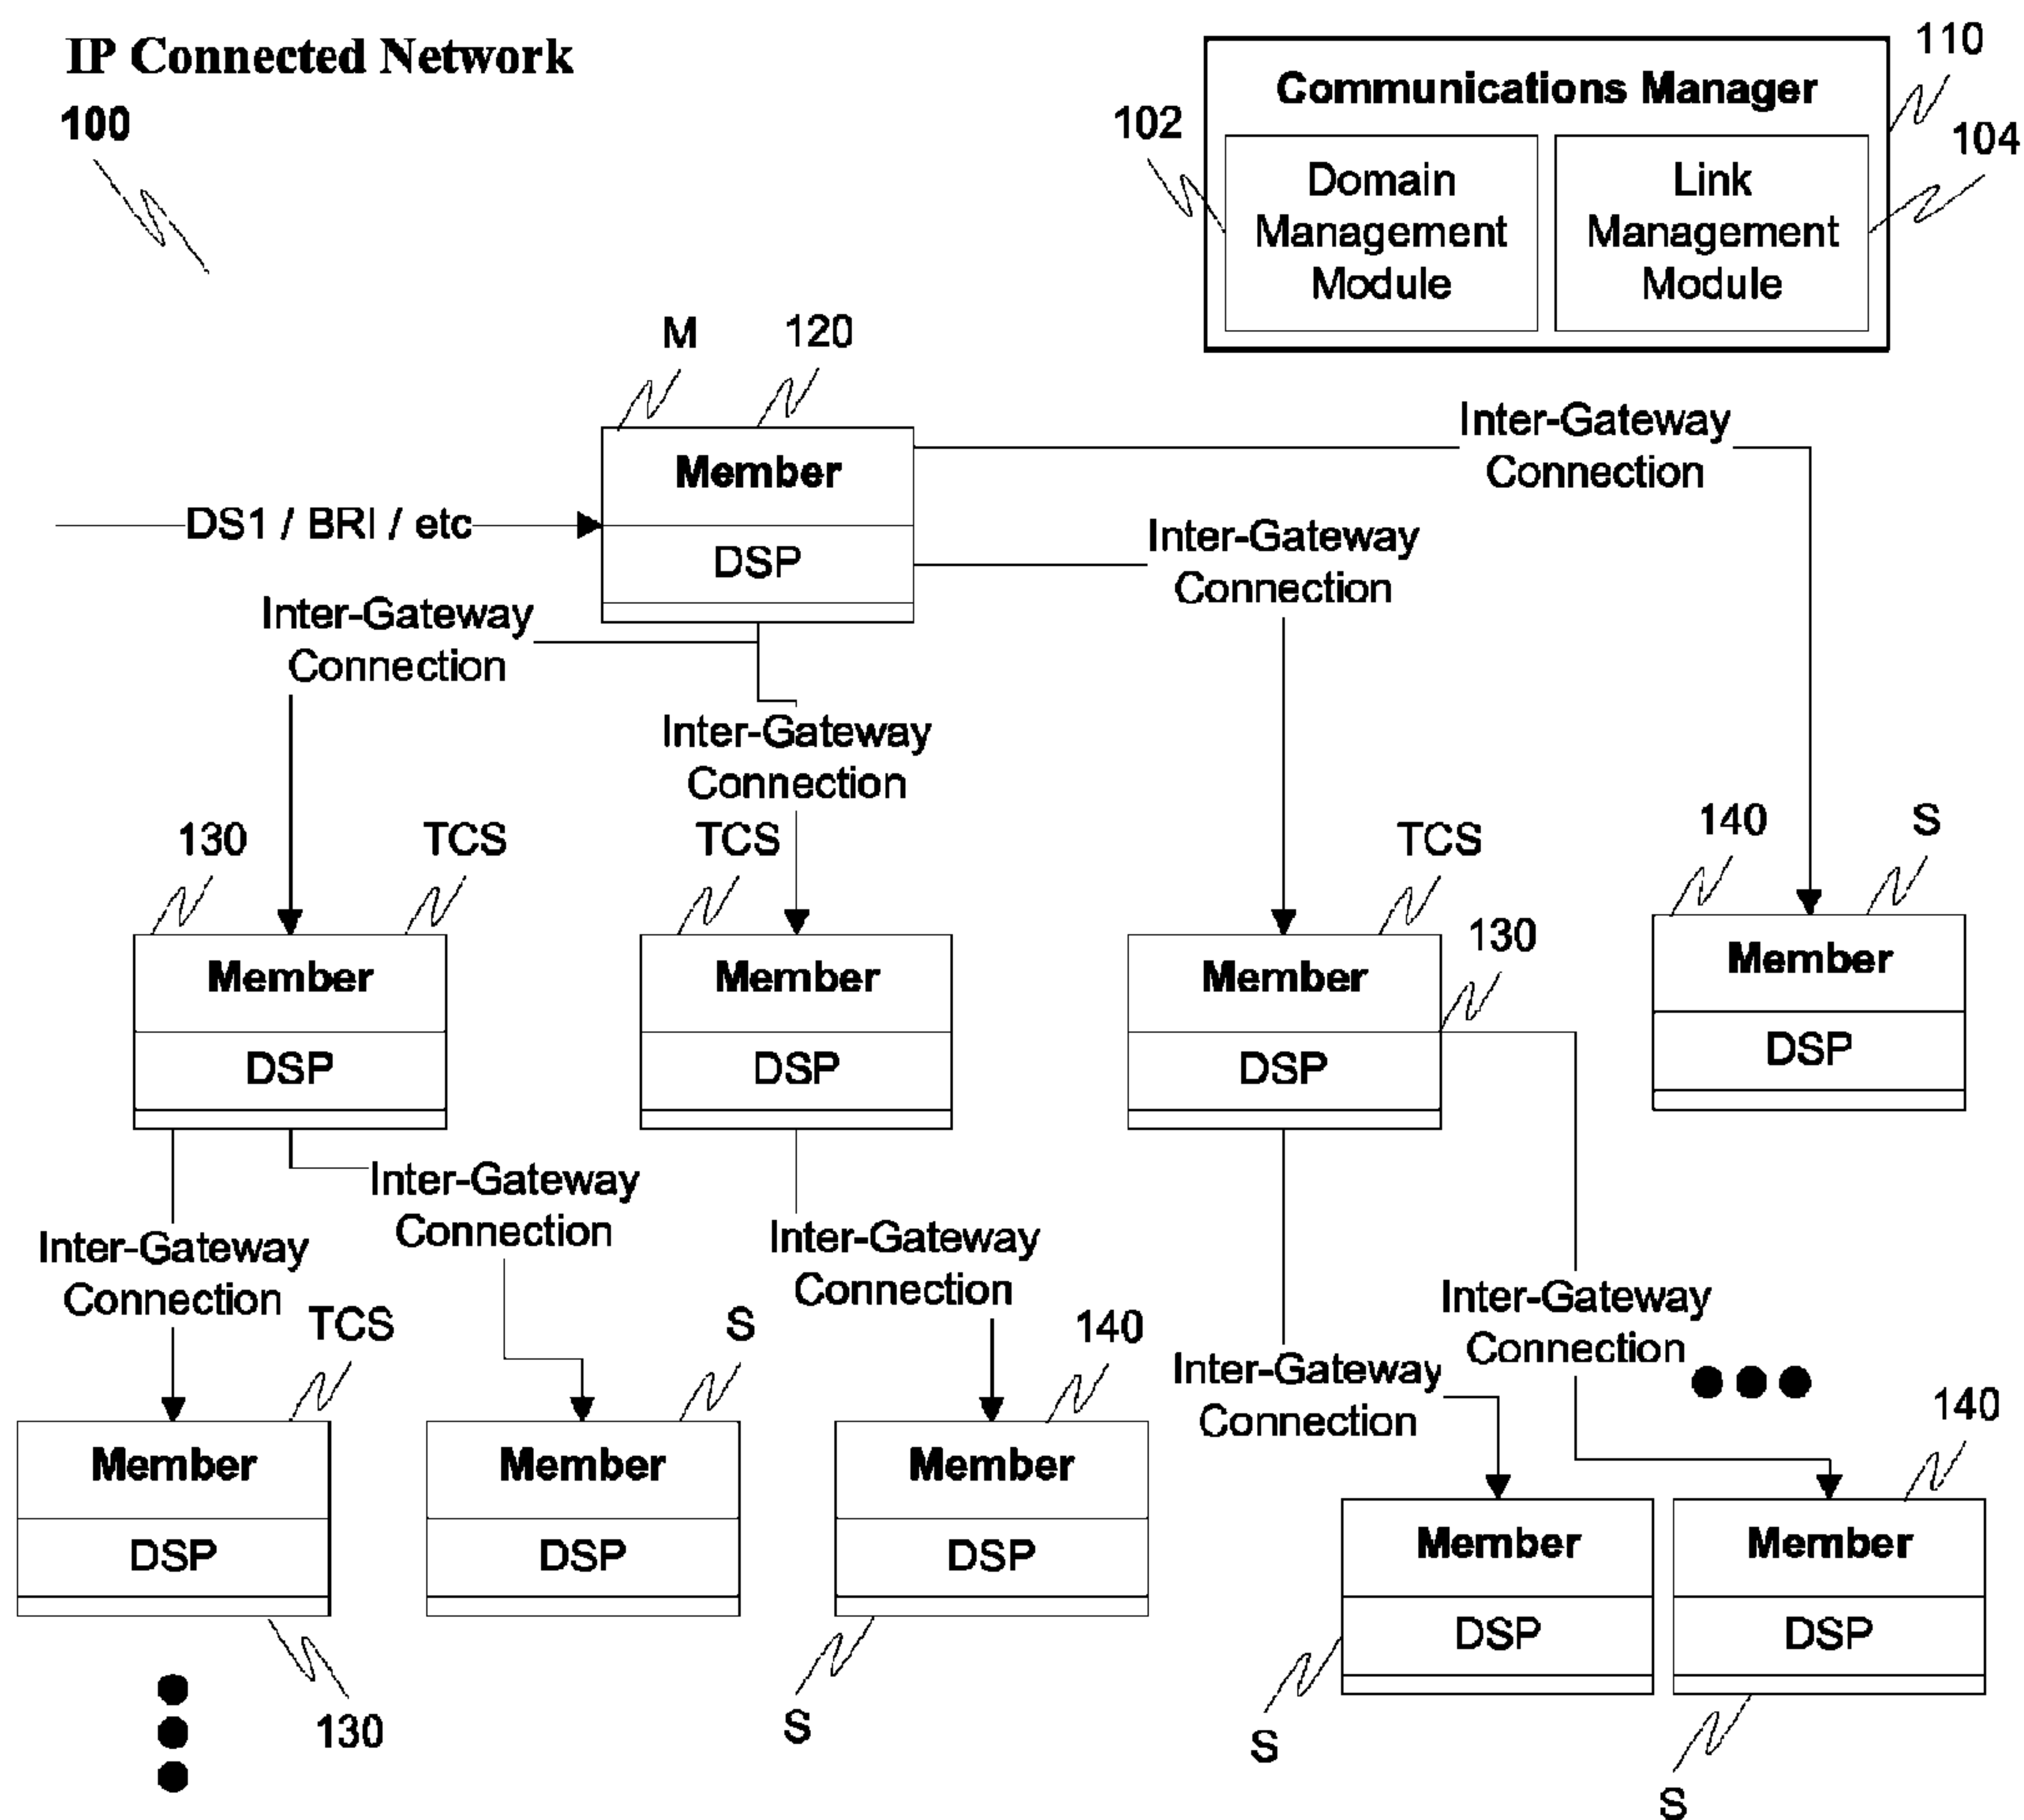 IP Connected Network
100
110
Communications Manager
102
104
Domain
Management
Module
Link
Management
Module
M
120
Member
DSP
DS1 / BRI / etc
Inter-Gateway
Connection
Inter-Gateway
Connection
Inter-Gateway
Connection
Inter-Gateway
Connection
130
TCS
TCS
TCS
140
S
130
Member
DSP
Member
DSP
Member
DSP
Member
DSP
Inter-Gateway
Connection
Inter-Gateway
Connection
Inter-Gateway
Connection
Inter-Gateway
Connection
Inter-Gateway
Connection
TCS
S
140
140
Member
DSP
Member
DSP
Member
DSP
Member
DSP
Member
DSP
130
S
S
S